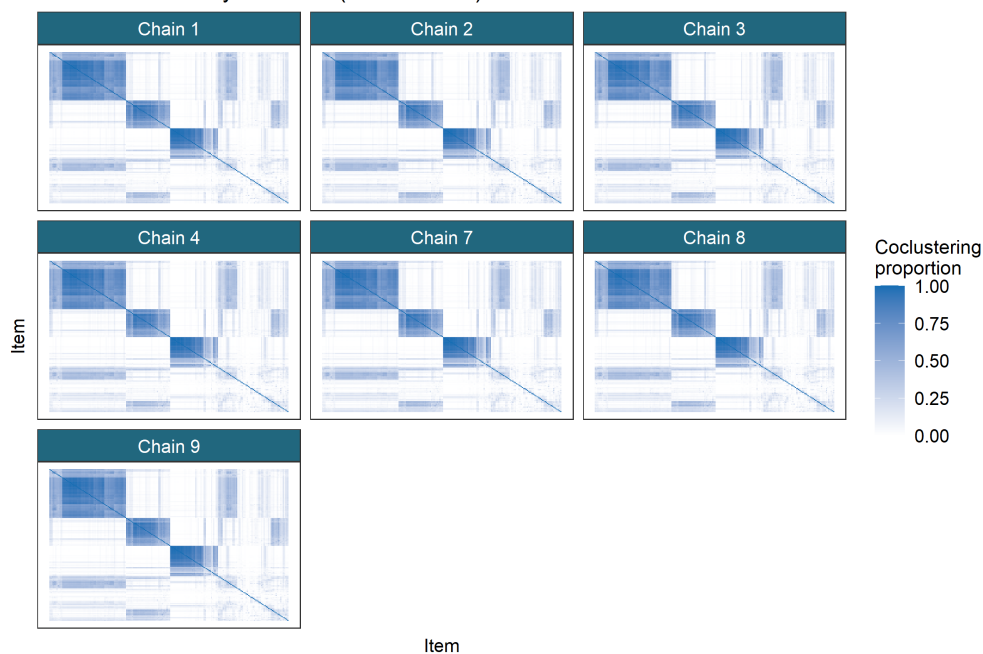 Chain 1
Chain 2
Chain 3
Chain 4
Chain 7
Chain 8
Chain 9
Item
Item
Coclustering
proportion
1.00
0.75
0.50
0.25
0.00